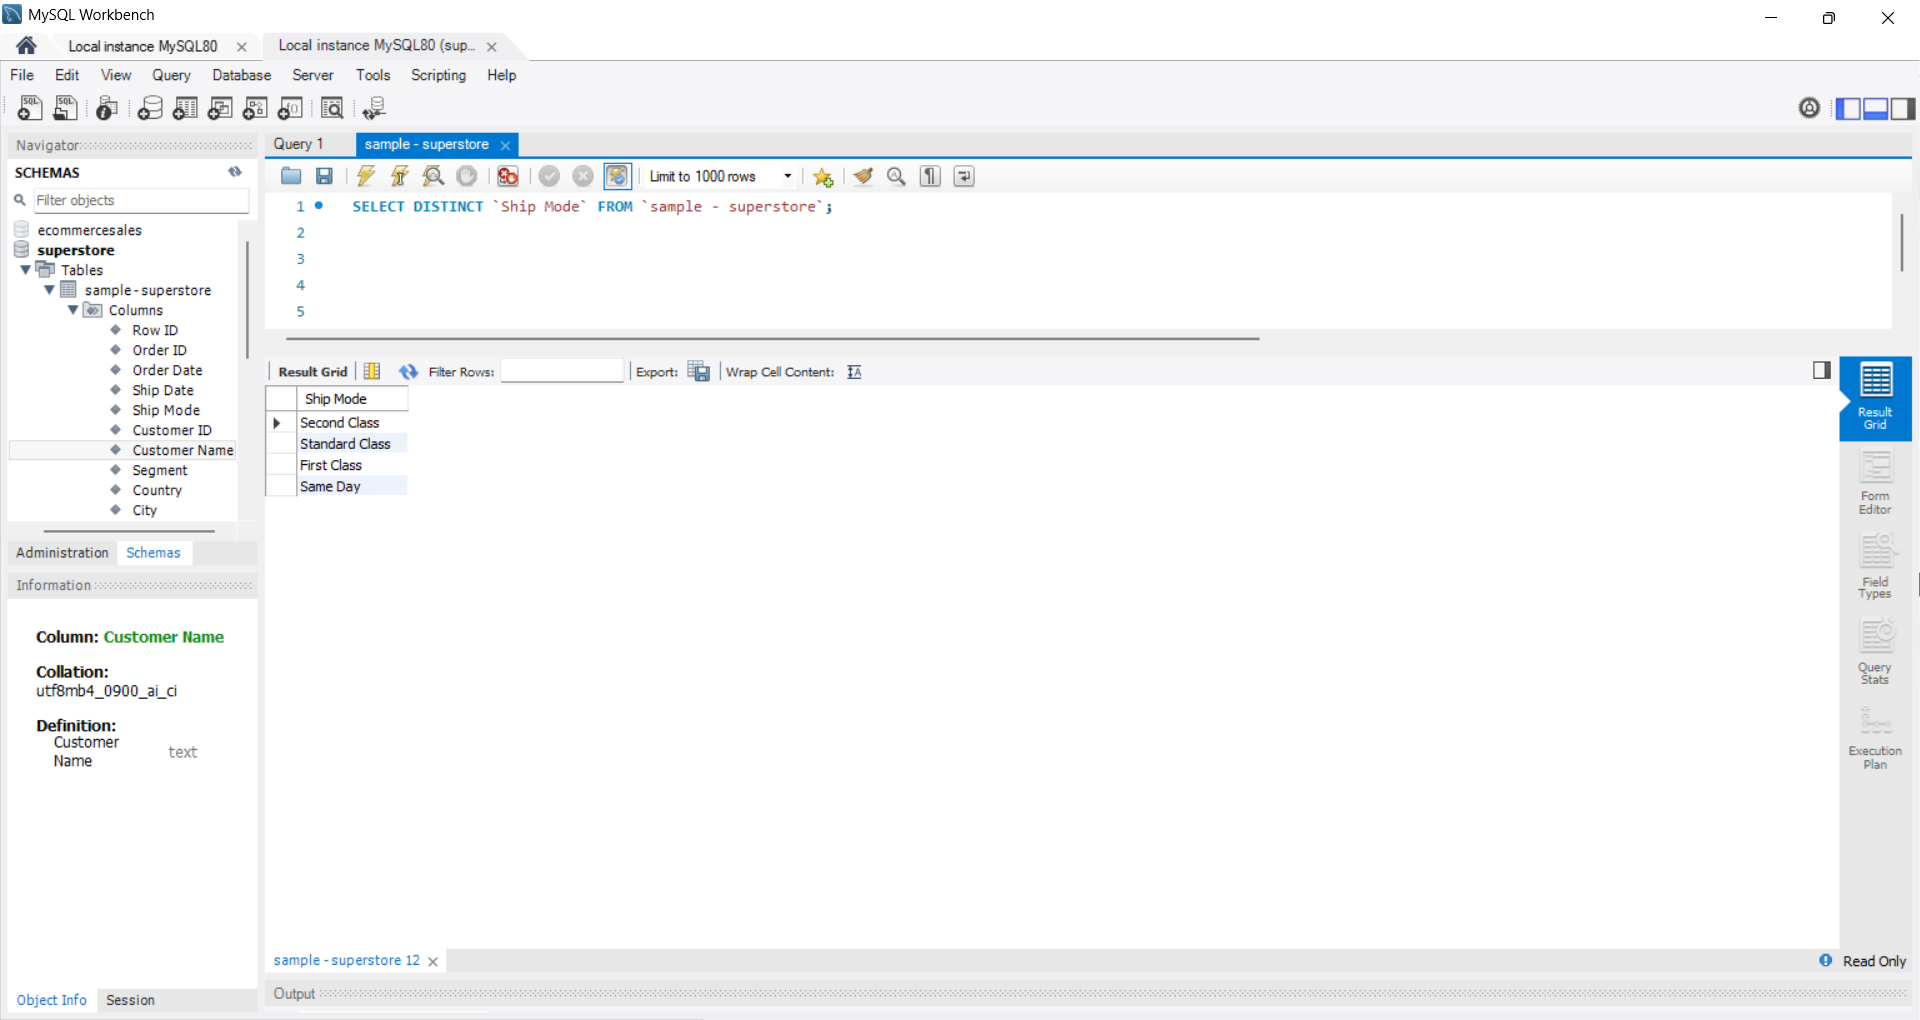 MySQL Workbench
Local instance MySQL80
Local instance MySQL80 (sup...
File Edit View Query Database Server Tools Scripting Help
Navigator
SCHEMAS
Filter objects
ecommercesales
superstore
Tables
sample - superstore
Columns
Row ID
Order ID
Order Date
Ship Date
Ship Mode
Customer ID
Customer Name
Segment
Country
City
Administration Schemas
Information
Column: Customer Name
Collation:
utf8mb4_0900_ai_ci
Definition:
Customer
Name
text
Object Info Session
Query 1
sample - superstore
Limit to 1000 rows
1 SELECT DISTINCT `Ship Mode` FROM `sample - superstore`;
2
3
4
5
Result Grid Filter Rows: Export: Wrap Cell Content:
Ship Mode
Second Class
Standard Class
First Class
Same Day
Result
Grid
Form
Editor
Field
Types
Query
Stats
Execution
Plan
sample - superstore 12
Read Only
Output